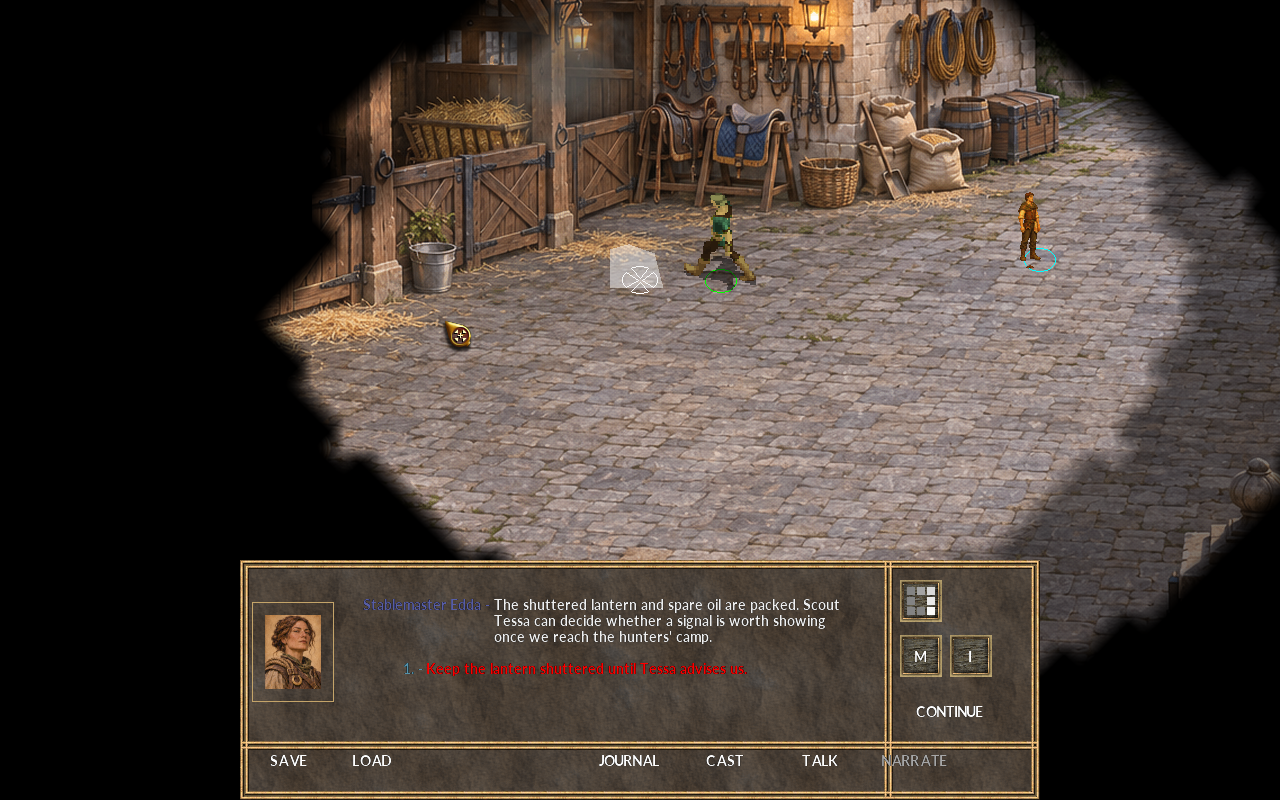 Stablemaster Edda The shuttered lantern and spare oil are packed. Scout
Tessa can decide whether a signal is worth showing
once we reach the hunters' camp.
1. - Keep the lantern shuttered until Tessa advises us.
M I
CONTINUE
SAVE LOAD JOURNAL CAST TALK NARRATE